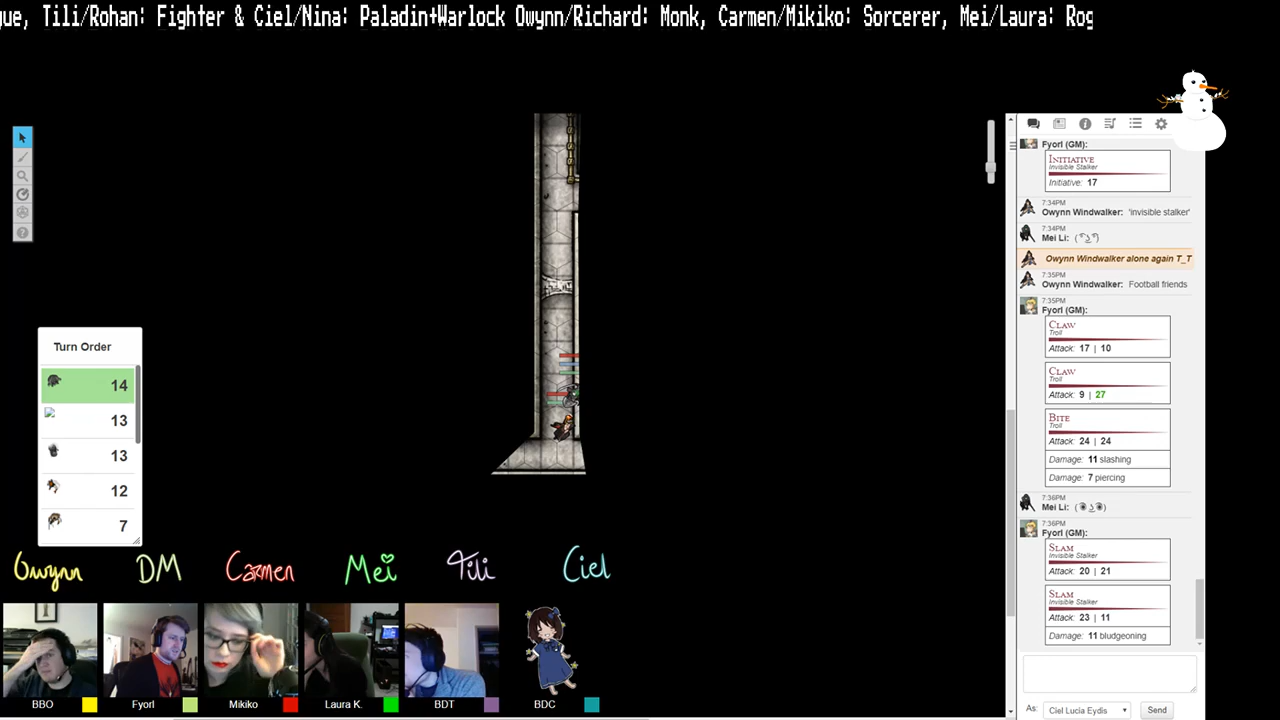 gue, Tili/Rohan: Fighter & Ciel/Nina: Paladin+Warlock Owynn/Richard: Monk, Carmen/Mikiko: Sorcerer, Mei/Laura: Rog
Turn Order
14
13
13
12
7
Owynn
DM
Carmen
Mei
Tili
Ciel
BBO
Fyorl
Mikiko
Laura K.
BDT
BDC
Fyorl (GM):
Initiative
Invisible Stalker
Initiative: 17
7:34PM
Owynn Windwalker: 'invisible stalker'
7:34PM
Mei Li:
Owynn Windwalker alone again T_T
7:35PM
Owynn Windwalker: Football friends
7:35PM
Fyorl (GM):
Claw
Troll
Attack: 17 | 10
Claw
Troll
Attack: 9 | 27
Bite
Troll
Attack: 24 | 24
Damage: 11 slashing
Damage: 7 piercing
7:36PM
Mei Li:
7:36PM
Fyorl (GM):
Slam
Invisible Stalker
Attack: 20 | 21
Slam
Invisible Stalker
Attack: 23 | 11
Damage: 11 bludgeoning
As: Ciel Lucia Eydis
Send